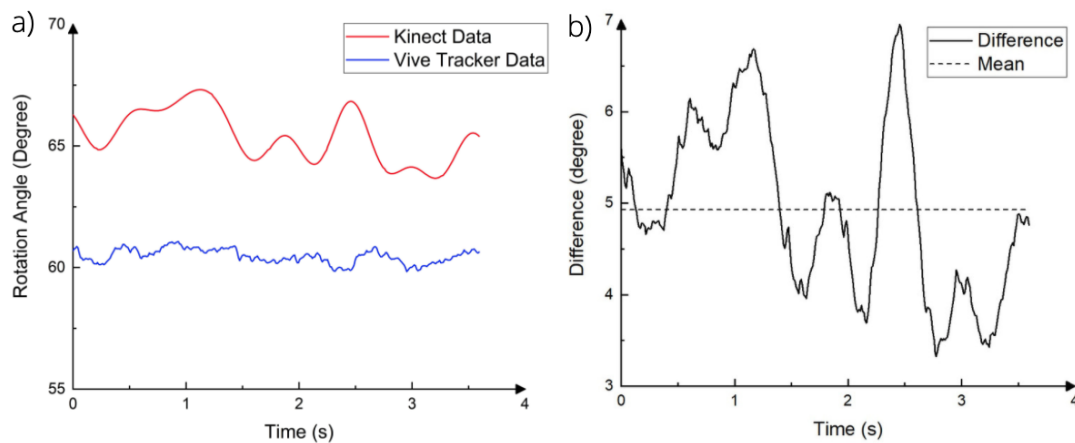 a)
70
65
60
55
Rotation Angle (Degree)
Kinect Data
Vive Tracker Data
0
1
2
3
4
Time (s)
b)
7
6
5
4
3
Difference (degree)
Difference
Mean
0
1
2
3
4
Time (s)